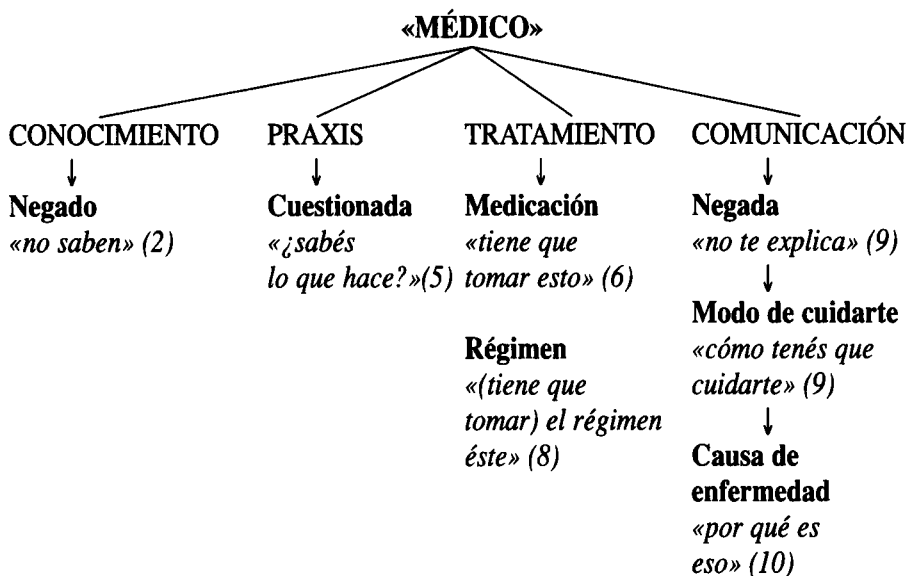 «MÉDICO»
CONOCIMIENTO
Negado
«no saben» (2)
PRAXIS
Cuestionada
«¿sabés
lo que hace?»(5)
TRATAMIENTO
Medicación
«tiene que
tomar esto» (6)
Régimen
«(tiene que
tomar) el régimen
éste» (8)
COMUNICACIÓN
Negada
«no te explica» (9)
Modo de cuidarte
«cómo tenés que
cuidarte» (9)
Causa de
enfermedad
«por qué es
eso» (10)